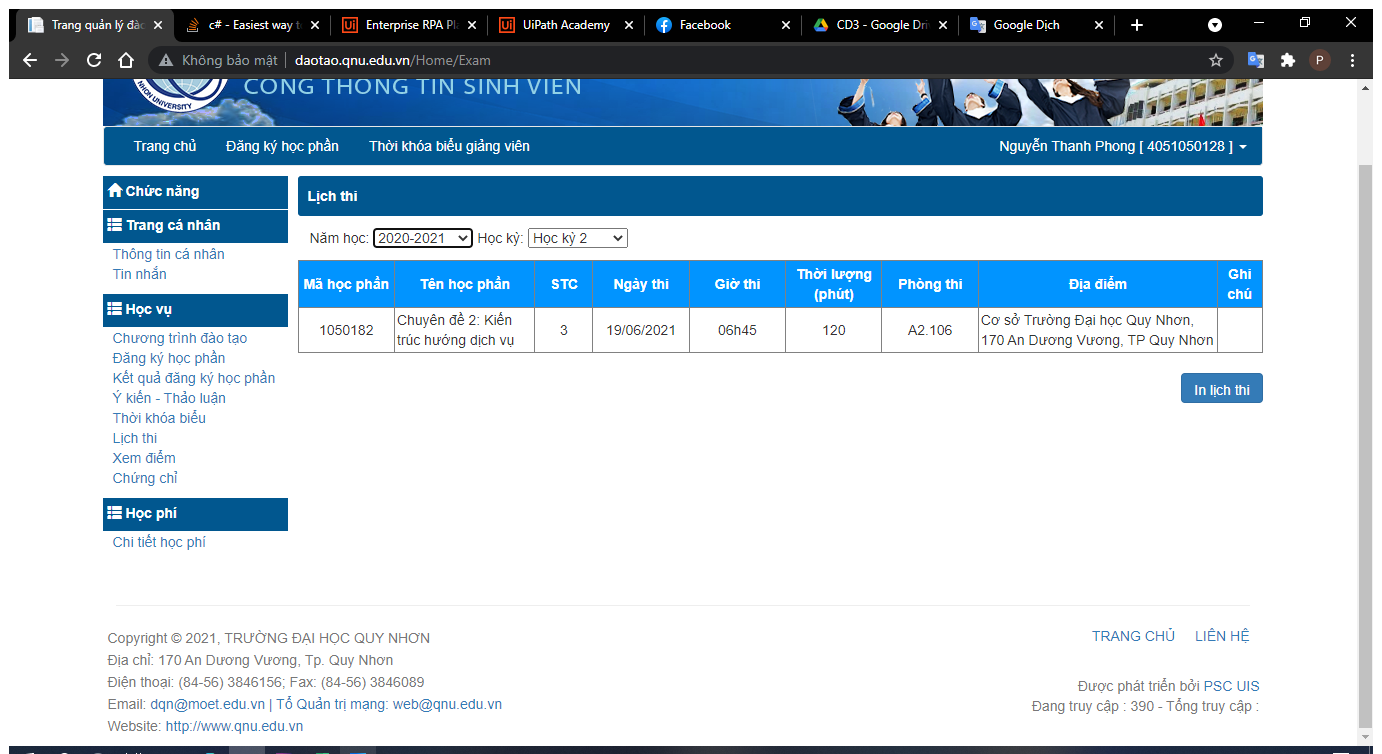 Trang quản lý đào
c# - Easiest way t
Enterprise RPA Pl
UiPath Academy
Facebook
CD3 - Google Dri
Google Dịch
Không bảo mật
daotao.qnu.edu.vn/Home/Exam
P
NHON UNIVERSITY
CỔNG THÔNG TIN SINH VIÊN
Trang chủ
Đăng ký học phần
Thời khóa biểu giảng viên
Nguyễn Thanh Phong [ 4051050128 ]
Chức năng
Trang cá nhân
Thông tin cá nhân
Tin nhắn
Học vụ
Chương trình đào tạo
Đăng ký học phần
Kết quả đăng ký học phần
Ý kiến - Thảo luận
Thời khóa biểu
Lịch thi
Xem điểm
Chứng chỉ
Học phí
Chi tiết học phí
Lịch thi
Năm học: 2020-2021 Học kỳ: Học kỳ 2
Mã học phần Tên học phần STC Ngày thi Giờ thi Thời lượng (phút) Phòng thi Địa điểm Ghi chú
1050182 Chuyên đề 2: Kiến trúc hướng dịch vụ 3 19/06/2021 06h45 120 A2.106 Cơ sở Trường Đại học Quy Nhơn, 170 An Dương Vương, TP Quy Nhơn
In lịch thi
Copyright © 2021, TRƯỜNG ĐẠI HỌC QUY NHƠN
Địa chỉ: 170 An Dương Vương, Tp. Quy Nhơn
Điện thoại: (84-56) 3846156; Fax: (84-56) 3846089
Email: dqn@moet.edu.vn | Tổ Quản trị mạng: web@qnu.edu.vn
Website: http://www.qnu.edu.vn
TRANG CHỦ
LIÊN HỆ
Được phát triển bởi PSC UIS
Đang truy cập : 390 - Tổng truy cập :